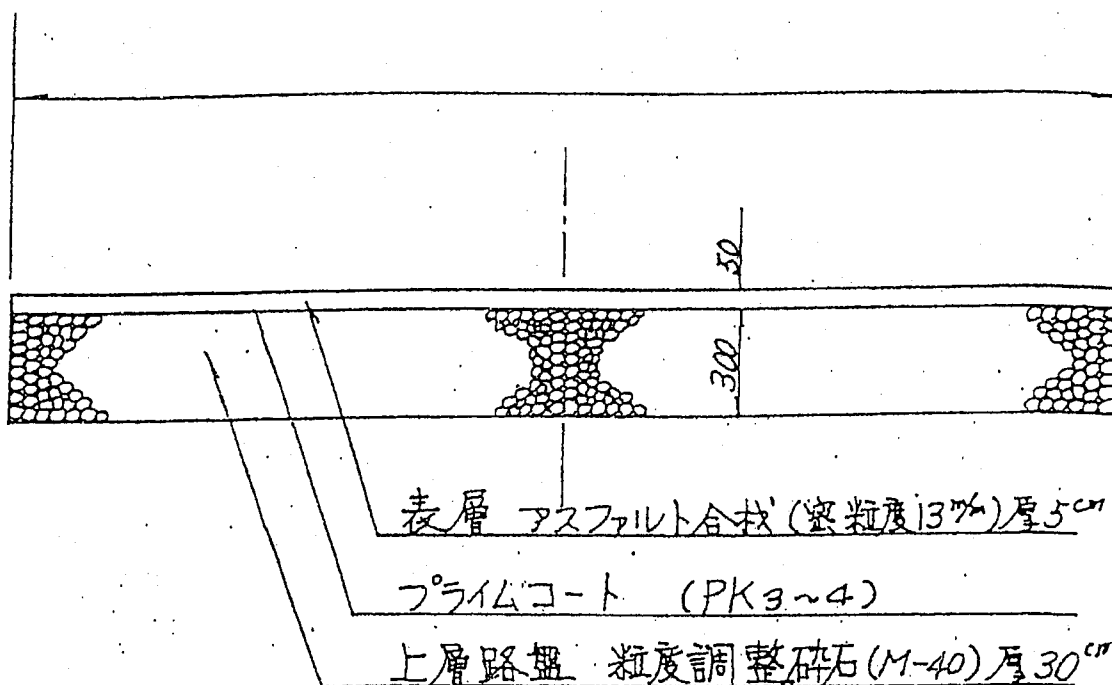 50
300
表層 アスファルト合材(密粒度13m/m)厚5cm
プライムコート (PK3~4)
上層路盤 粒度調整砕石(M-40)厚30cm